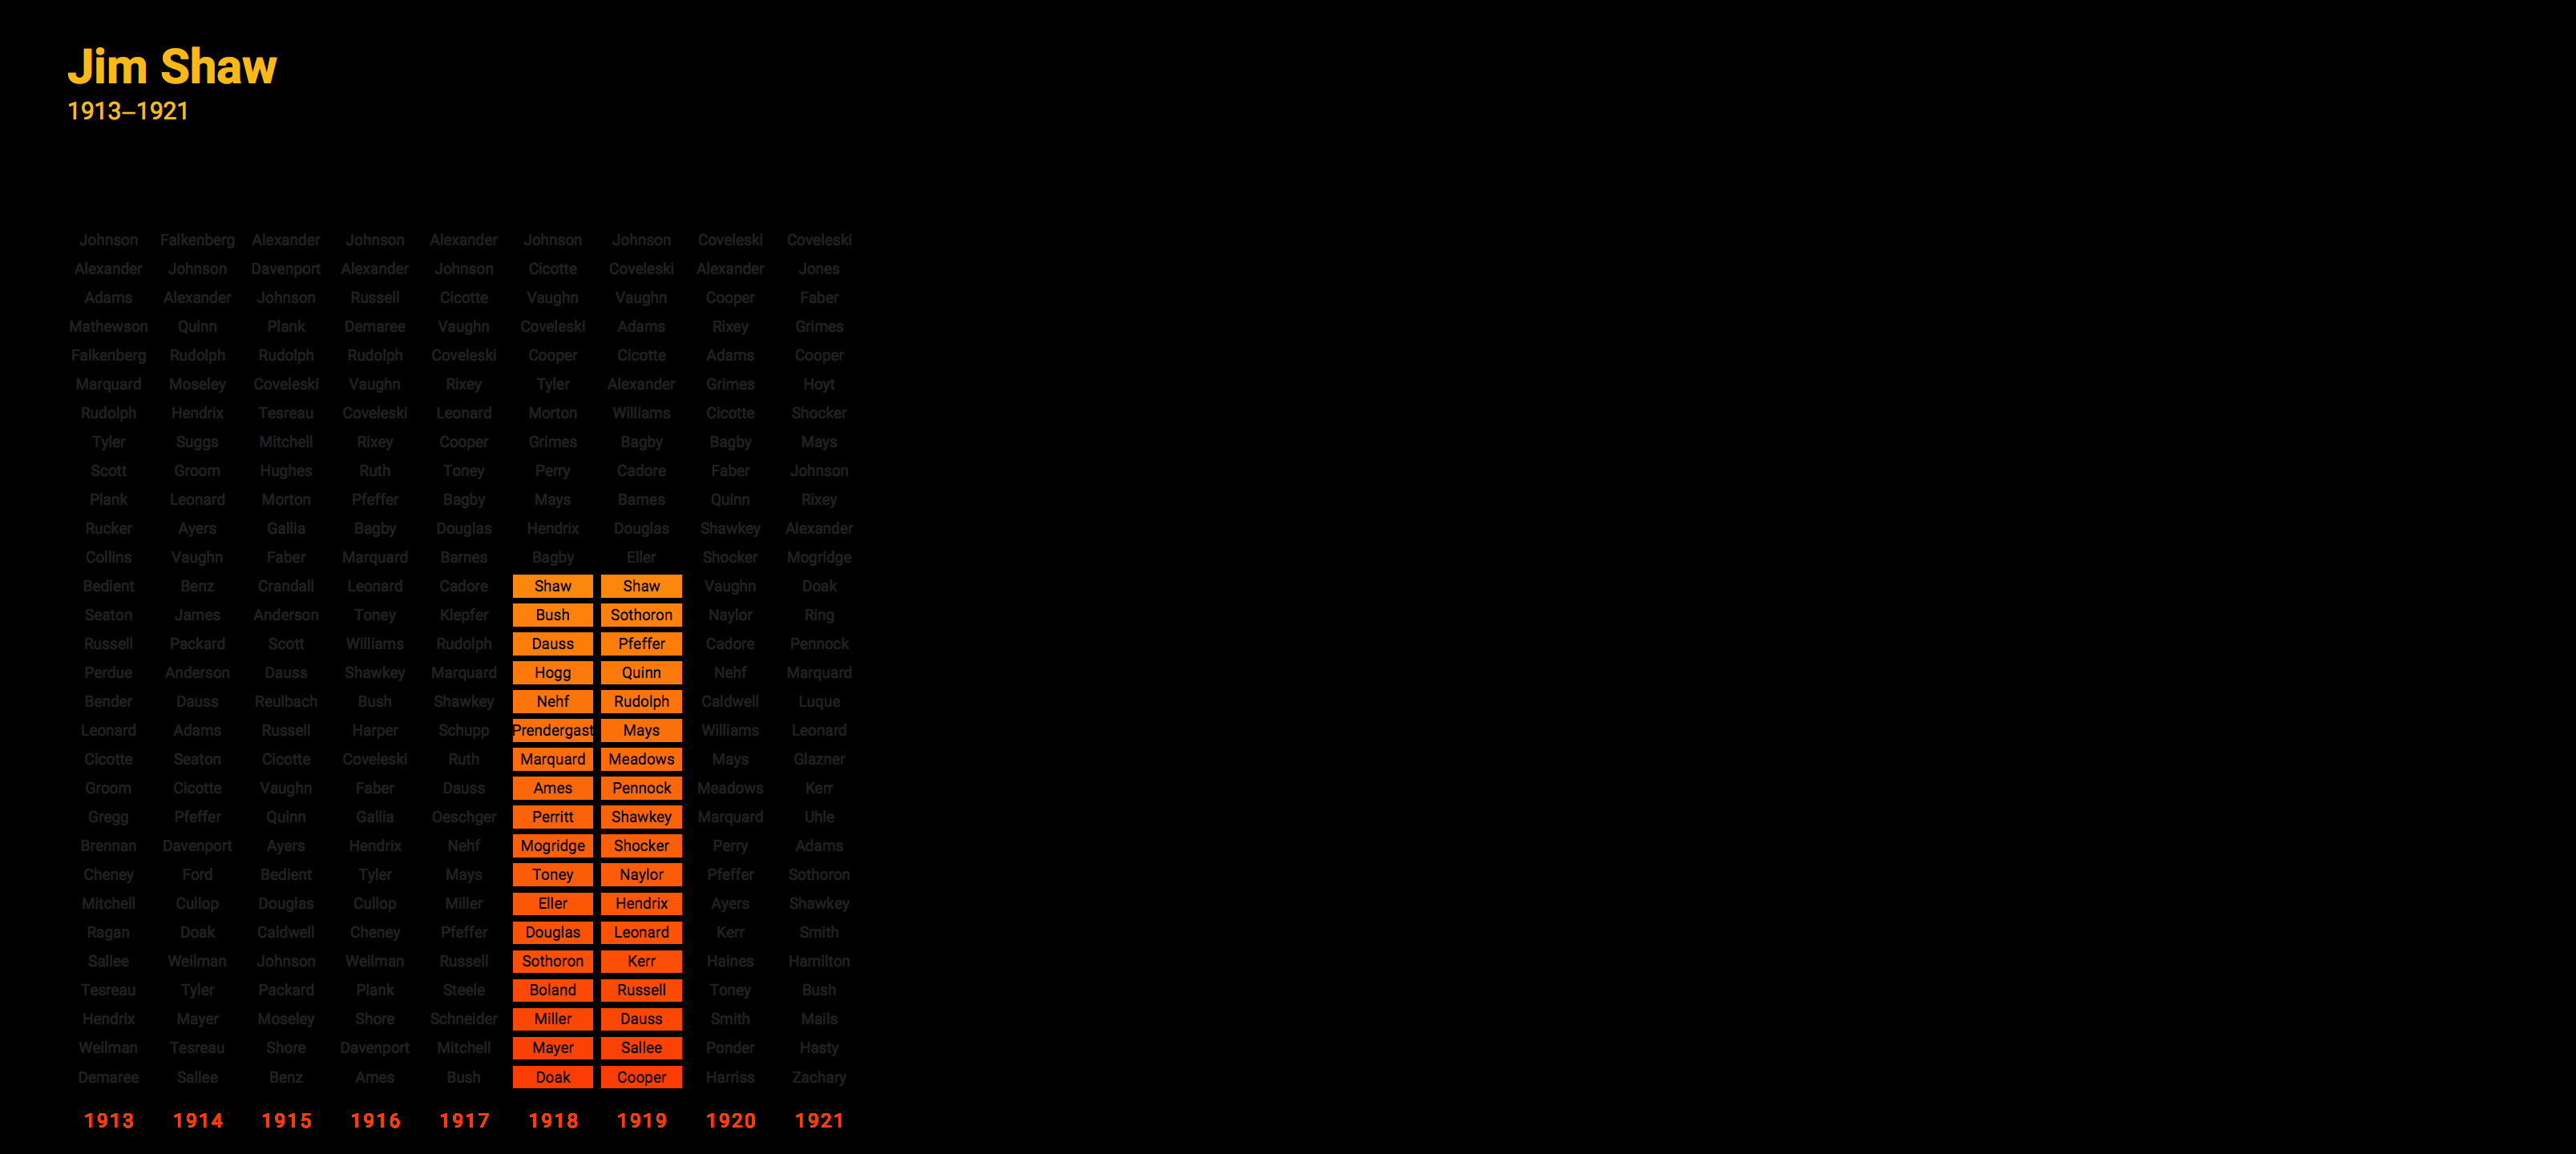 Jim Shaw
1913–1921
Johnson Falkenberg Alexander Johnson Alexander Johnson Johnson Coveleski Coveleski
Alexander Johnson Davenport Alexander Johnson Cicotte Coveleski Alexander Jones
Adams Alexander Johnson Russell Cicotte Vaughn Vaughn Cooper Faber
Mathewson Quinn Plank Demaree Vaughn Coveleski Adams Rixey Grimes
Falkenberg Rudolph Rudolph Rudolph Coveleski Cooper Cicotte Adams Cooper
Marquard Moseley Coveleski Vaughn Rixey Tyler Alexander Grimes Hoyt
Rudolph Hendrix Tesreau Coveleski Leonard Morton Williams Cicotte Shocker
Tyler Suggs Mitchell Rixey Cooper Grimes Bagby Bagby Mays
Scott Groom Hughes Ruth Toney Perry Cadore Faber Johnson
Plank Leonard Morton Pfeffer Bagby Mays Barnes Quinn Rixey
Rucker Ayers Gallia Bagby Douglas Hendrix Douglas Shawkey Alexander
Collins Vaughn Faber Marquard Barnes Bagby Eller Shocker Mogridge
Bedient Benz Crandall Leonard Cadore Shaw Shaw Vaughn Doak
Seaton James Anderson Toney Klepfer Bush Sothoron Naylor Ring
Russell Packard Scott Williams Rudolph Dauss Pfeffer Cadore Pennock
Perdue Anderson Dauss Shawkey Marquard Hogg Quinn Nehf Marquard
Bender Dauss Reulbach Bush Shawkey Nehf Rudolph Caldwell Luque
Leonard Adams Russell Harper Schupp Prendergast Mays Williams Leonard
Cicotte Seaton Cicotte Coveleski Ruth Marquard Meadows Mays Glazner
Groom Cicotte Vaughn Faber Dauss Ames Pennock Meadows Kerr
Gregg Pfeffer Quinn Gallia Oeschger Perritt Shawkey Marquard Uhle
Brennan Davenport Ayers Hendrix Nehf Mogridge Shocker Perry Adams
Cheney Ford Bedient Tyler Mays Toney Naylor Pfeffer Sothoron
Mitchell Cullop Douglas Cullop Miller Eller Hendrix Ayers Shawkey
Ragan Doak Caldwell Cheney Pfeffer Douglas Leonard Kerr Smith
Sallee Weilman Johnson Weilman Russell Sothoron Kerr Haines Hamilton
Tesreau Tyler Packard Plank Steele Boland Russell Toney Bush
Hendrix Mayer Moseley Shore Schneider Miller Dauss Smith Mails
Weilman Tesreau Shore Davenport Mitchell Mayer Sallee Ponder Hasty
Demaree Sallee Benz Ames Bush Doak Cooper Harriss Zachary
1913 1914 1915 1916 1917 1918 1919 1920 1921